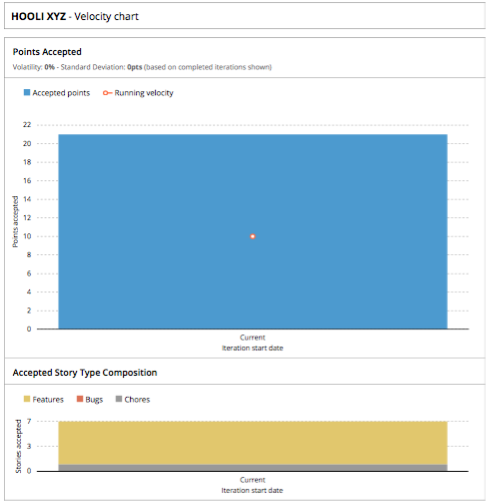 HOOLI XYZ - Velocity chart
Points Accepted
Volatility: 0% - Standard Deviation: 0pts (based on completed iterations shown)
Accepted points Running velocity
22
20
18
16
14
12
10
8
6
4
2
0
Points accepted
Current
Iteration start date
Accepted Story Type Composition
Features Bugs Chores
7
3
0
Stories accepted
Current
Iteration start date